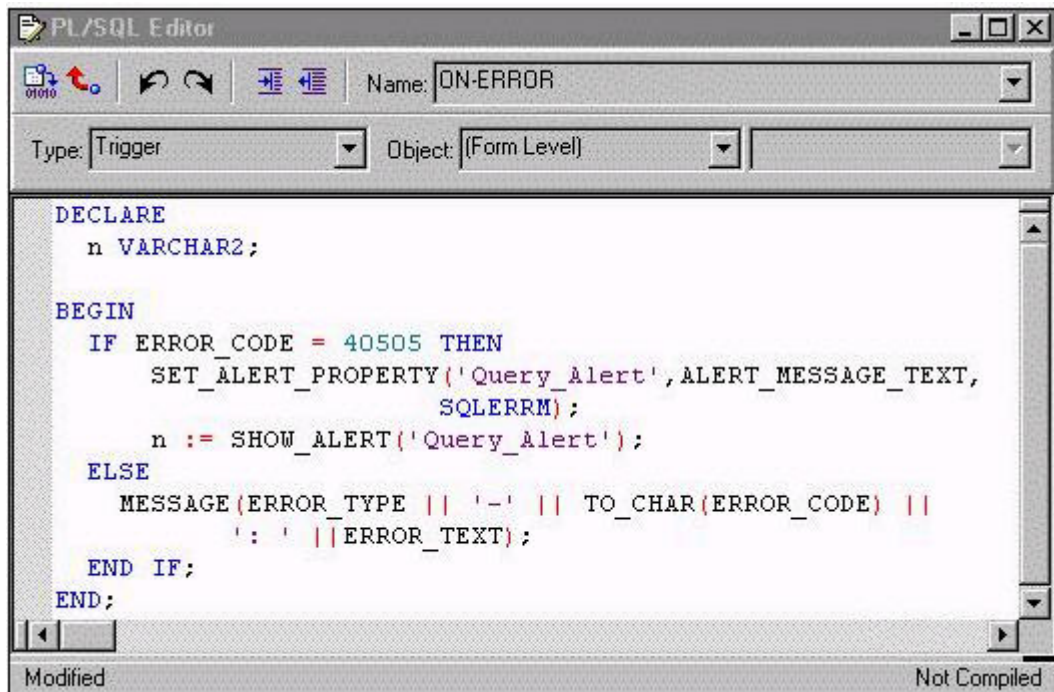 PL/SQL Editor
01010
Name: ON-ERROR
Type: Trigger Object: (Form Level)
DECLARE
n VARCHAR2;
BEGIN
IF ERROR_CODE = 40505 THEN
SET_ALERT_PROPERTY('Query_Alert',ALERT_MESSAGE_TEXT,
SQLERRM);
n := SHOW_ALERT('Query_Alert');
ELSE
MESSAGE(ERROR_TYPE || '-' || TO_CHAR(ERROR_CODE) ||
': ' ||ERROR_TEXT);
END IF;
END;
Modified Not Compiled